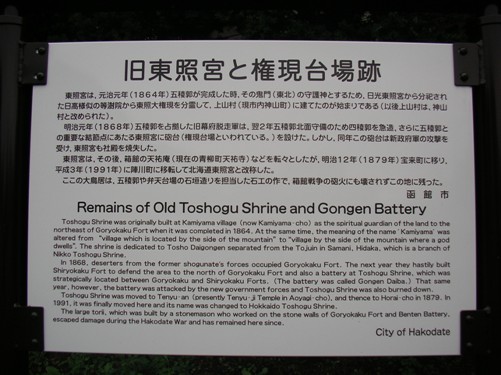 旧東照宮と権現台場跡
東照宮は、元治元年(1864年)五稜郭が完成した時、その鬼門(東北)の守護神とするため、日光東照宮から分祀され
た日高様似の等澍院から東照大権現を分霊して、上山村(現市内神山町)に建てたのが始まりである(以後上山村は、神山
村と改められた)。
明治元年(1868年)五稜郭を占拠した旧幕府脱走軍は、翌2年五稜郭北面守備のため四稜郭を急造、さらに五稜郭と
の重要な結節点にあたる東照宮に砲台(権現台場といわれている。)を設けた。しかし、同年この砲台は新政府軍の攻撃を
受け、東照宮も社殿を焼失した。
東照宮は、その後、箱館の天祐庵(現在の青柳町天祐寺)などを転々としたが、明治12年(1879年)宝来町に移り、
平成3年(1991年)に陣川町に移転して北海道東照宮と改称した。
ここの大鳥居は、五稜郭や弁天台場の石垣造りを担当した石工の作で、箱館戦争の砲火にも壊されずこの地に残った。
函館市
Remains of Old Toshogu Shrine and Gongen Battery
Toshogu Shrine was originally built at Kamiyama village (now Kamiyama-cho) as the spiritual guardian of the land to the
northeast of Goryokaku Fort when it was completed in 1864. At the same time, the meaning of the name 'Kamiyama' was
altered from "village which is located by the side of the mountain" to "village by the side of the mountain where a god
dwells". The shrine is dedicated to Tosho Daigongen separated from the Tojuin in Samani, Hidaka, which is a branch of
Nikko Toshogu Shrine.
In 1868, deserters from the former shogunate's forces occupied Goryokaku Fort. The next year they hastily built
Shiryokaku Fort to defend the area to the north of Goryokaku Fort and also a battery at Toshogu Shrine, which was
strategically located between Goryokaku and Shiryokaku Forts. (The battery was called Gongen Daiba.) That same
year, however, the battery was attacked by the new government forces and Toshogu Shrine was also burned down.
Toshogu Shrine was moved to Tenyu-an (presently Tenyu-ji Temple in Aoyagi-cho), and thence to Horai-cho in 1879. In
1991, it was finally moved here and its name was changed to Hokkaido Toshogu Shrine.
The large torii, which was built by a stonemason who worked on the stone walls of Goryokaku Fort and Benten Battery,
escaped damage during the Hakodate War and has remained here since.
City of Hakodate